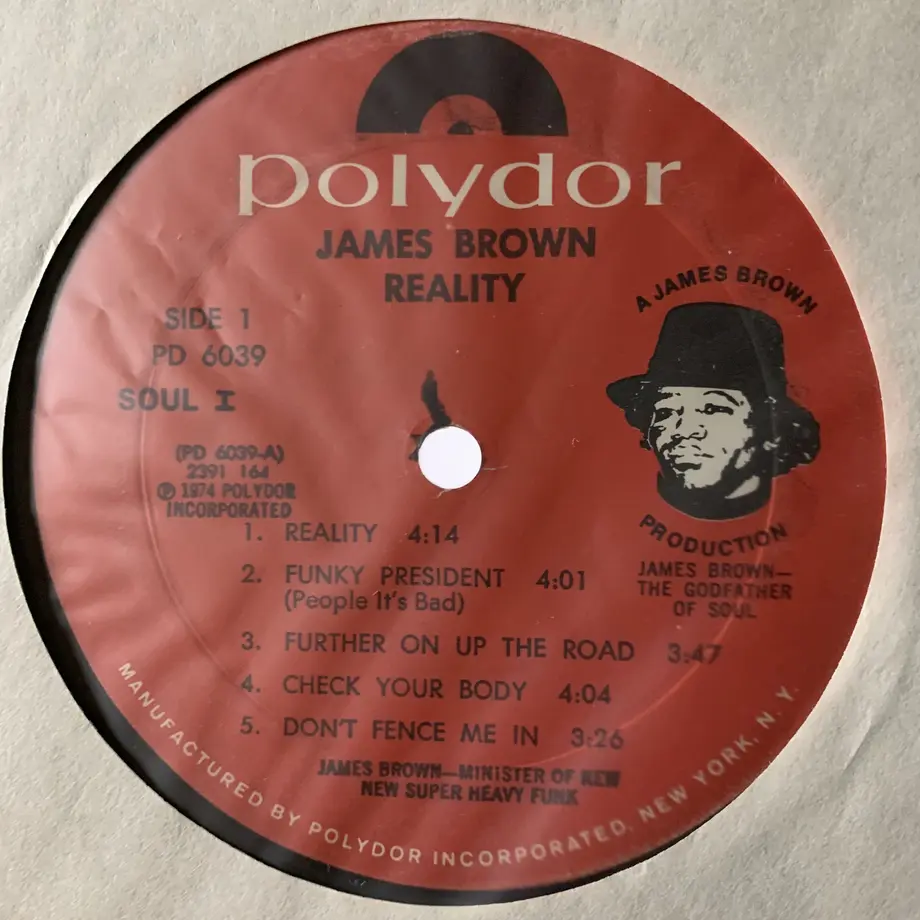 polydor
JAMES BROWN
REALITY
SIDE 1
PD 6039
SOUL I
(PD 6039-A)
2391 164
℗ 1974 POLYDOR
INCORPORATED
A JAMES BROWN
PRODUCTION
JAMES BROWN—
THE GODFATHER
OF SOUL
1. REALITY 4:14
2. FUNKY PRESIDENT 4:01
(People It's Bad)
3. FURTHER ON UP THE ROAD 3:47
4. CHECK YOUR BODY 4:04
5. DON'T FENCE ME IN 3:26
JAMES BROWN—MINISTER OF NEW
NEW SUPER HEAVY FUNK
MANUFACTURED BY POLYDOR INCORPORATED, NEW YORK, N. Y.